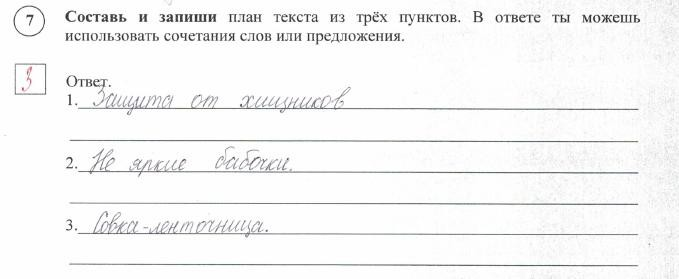 7 Составь и запиши план текста из трёх пунктов. В ответе ты можешь
использовать сочетания слов или предложения.
3 Ответ.
1. Защита от хищников
2. Не яркие бабочки.
3. Совка-ленточница.